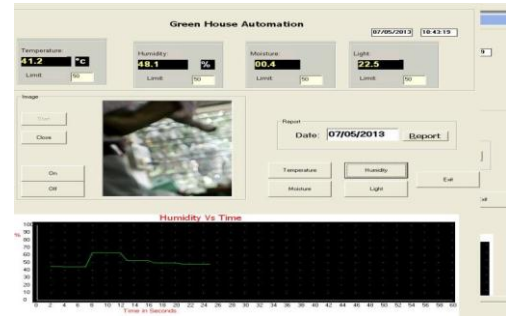 Green House Automation
07/05/2013 10:43:19
Temperature: Humidity: Moisture: Light:
41.2 °c 48.1 % 00.4 22.5
Limit: 50 Limit: 50 Limit: 50 Limit: 50
Image
Start
Close
On
Off
Report
Date: 07/05/2013 Report
Temperature Humidity
Moisture Light
Exit
Humidity Vs Time
%
100
90
80
70
60
50
40
30
20
10
0
0 2 4 6 8 10 12 14 16 18 20 22 24 26 28 30 32 34 36 38 40 42 44 46 48 50 52 54 56 58 60
Time in Seconds